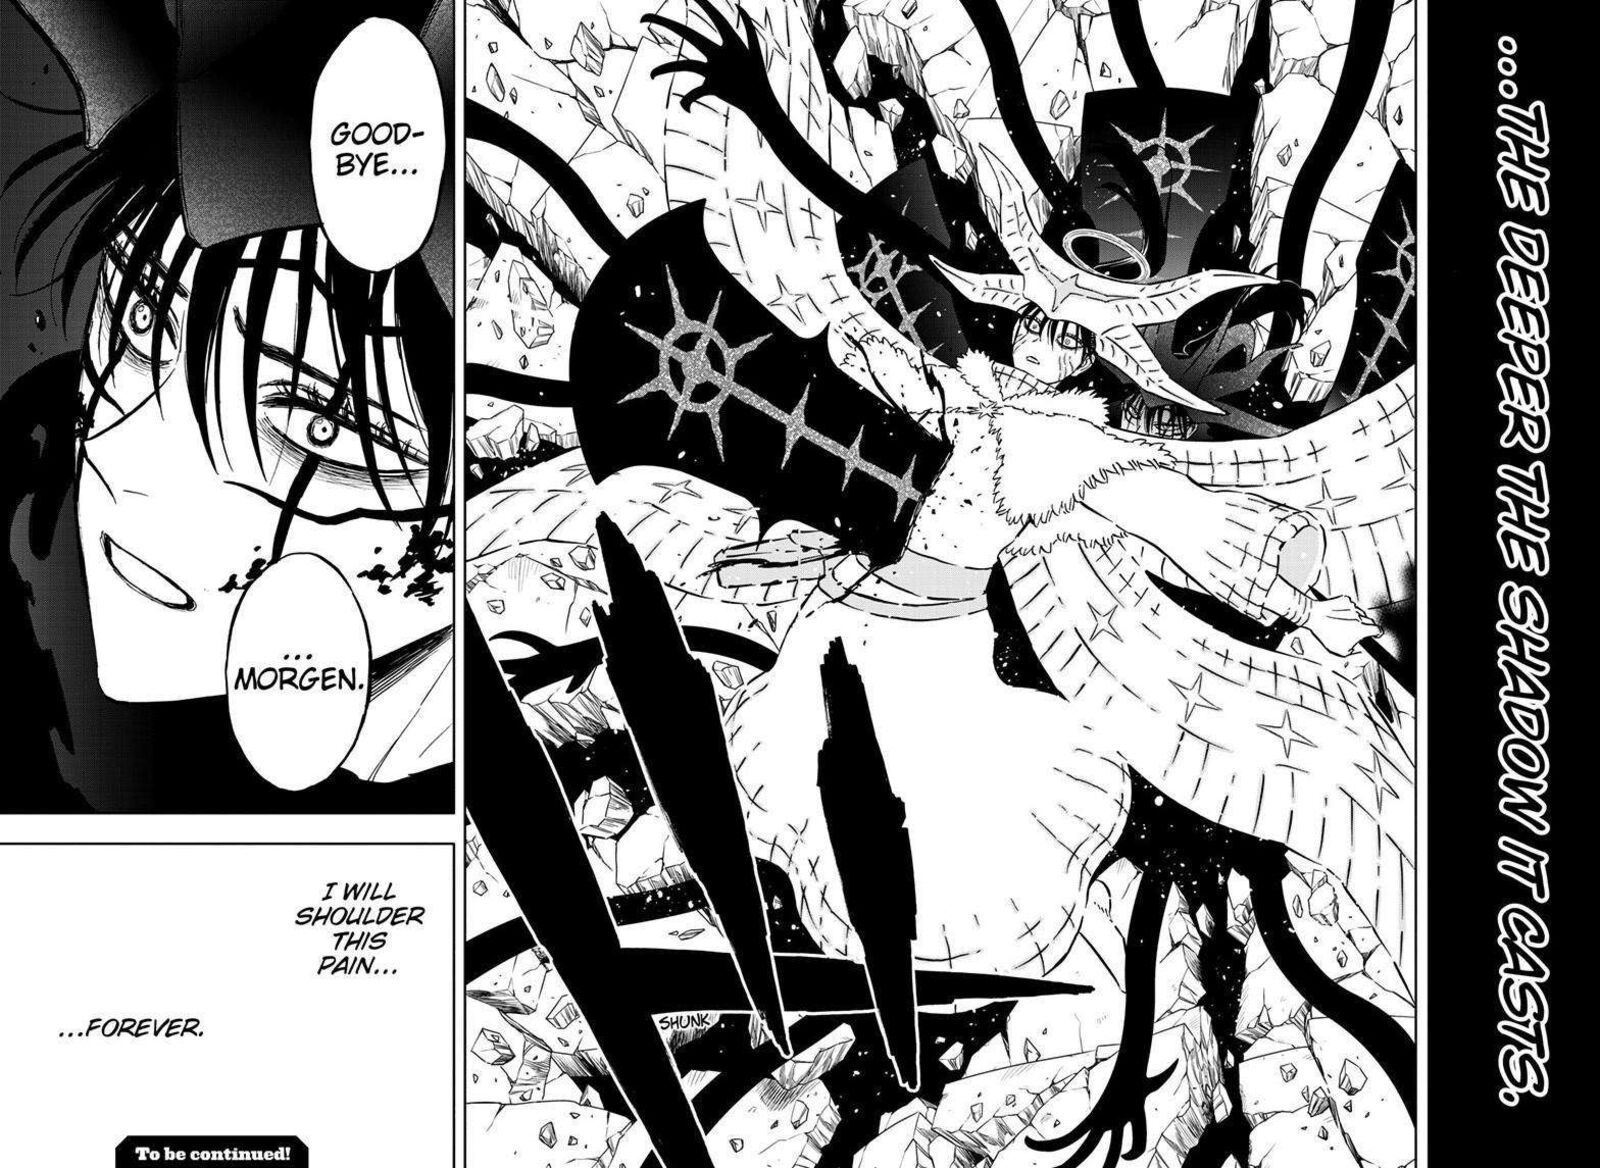 ...THE DEEPER THE SHADOW IT CASTS.
SHUNK
GOOD-
BYE...
...
MORGEN.
I WILL
SHOULDER
THIS
PAIN...
...FOREVER.
To be continued!